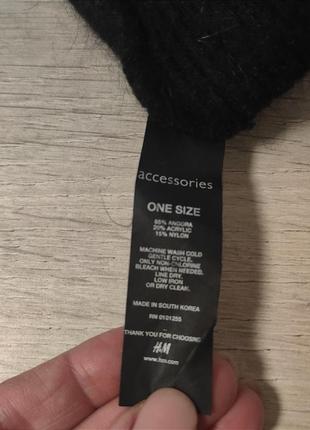 accessories
ONE SIZE
65% ANGORA
20% ACRYLIC
15% NYLON
MACHINE WASH COLD
GENTLE CYCLE.
ONLY NON-CHLORINE
BLEACH WHEN NEEDED.
LINE DRY.
LOW IRON
OR DRY CLEAN.
MADE IN SOUTH KOREA
RN 0101255
THANK YOU FOR CHOOSING
H&M
www.hm.com